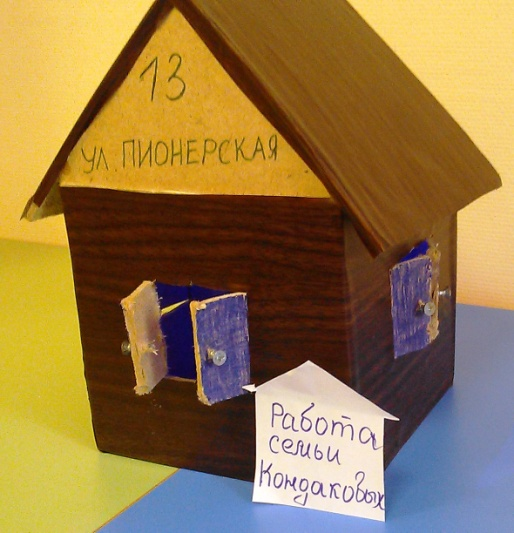 13
ул. ПИОНЕРСКАЯ
Работа
семьи
Кондаковых